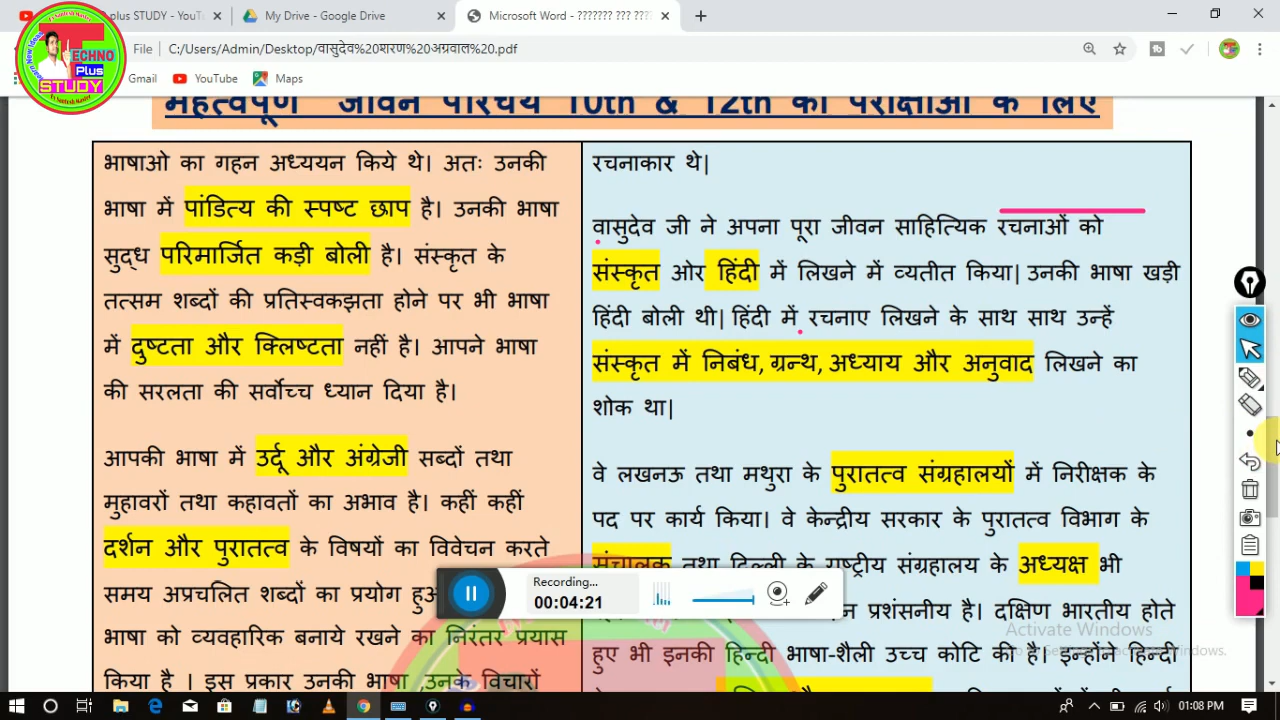 plus STUDY - YouT
My Drive - Google Drive
Microsoft Word - ??????? ??? ???
File
C:/Users/Admin/Desktop/वासुदेव%20शरण%20अग्रवाल%20.pdf
Gmail
YouTube
Maps
Learn New Ideas
TECHNO
Plus
STUDY
महत्वपूर्ण जीवन परिचय 10th & 12th की परीक्षाओ के लिए
भाषाओ का गहन अध्ययन किये थे। अतः उनकी
भाषा में पांडित्य की स्पष्ट छाप है। उनकी भाषा
सुद्ध परिमार्जित कड़ी बोली है। संस्कृत के
तत्सम शब्दों की प्रतिस्वकझता होने पर भी भाषा
में दुष्टता और क्लिष्टता नहीं है। आपने भाषा
की सरलता की सर्वोच्च ध्यान दिया है।
आपकी भाषा में उर्दू और अंग्रेजी सब्दों तथा
मुहावरों तथा कहावतों का अभाव है। कहीं कहीं
दर्शन और पुरातत्व के विषयों का विवेचन करते
समय अप्रचलित शब्दों का प्रयोग
भाषा को व्यवहारिक बनाये रखने का निरंतर प्रयास
किया है । इस प्रकार उनकी भाषा ,उनके विचारों
रचनाकार थे|
वासुदेव जी ने अपना पूरा जीवन साहित्यिक रचनाओं को
संस्कृत ओर हिंदी में लिखने में व्यतीत किया| उनकी भाषा खड़ी
हिंदी बोली थी| हिंदी में रचनाए लिखने के साथ साथ उन्हें
संस्कृत में निबंध, ग्रन्थ, अध्याय और अनुवाद लिखने का
शोक था|
वे लखनऊ तथा मथुरा के पुरातत्व संग्रहालयों में निरीक्षक के
पद पर कार्य किया। वे केन्द्रीय सरकार के पुरातत्व विभाग के
संचालक तथा दिल्ली के राष्ट्रीय संग्रहालय के अध्यक्ष भी
प्रशंसनीय है। दक्षिण भारतीय होते
हुए भी इनकी हिन्दी भाषा-शैली उच्च कोटि की है। इन्होंने हिन्दी
Recording...
00:04:21
Activate Windows
01:08 PM